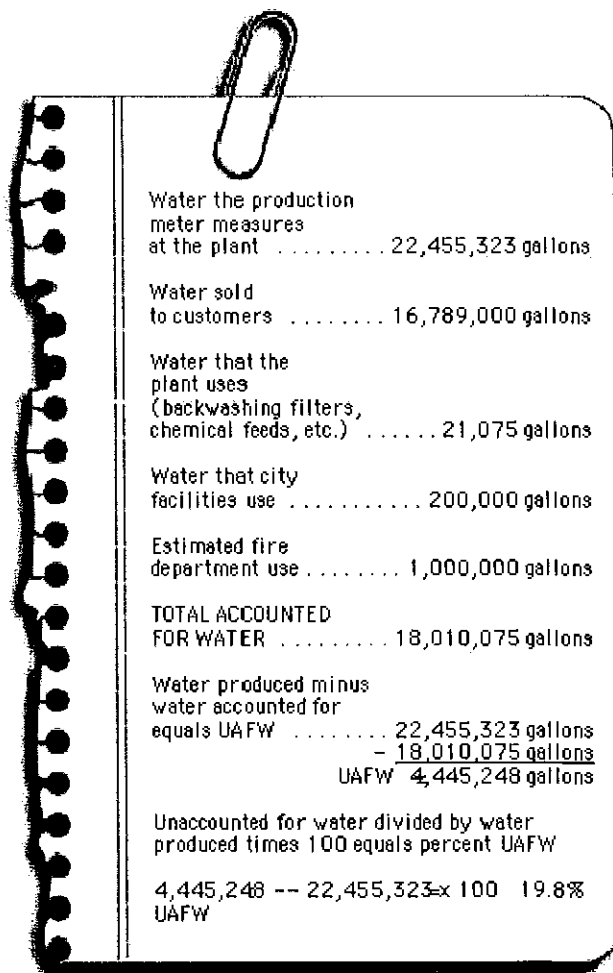 Water the production
meter measures
at the plant ......... 22,455,323 gallons
Water sold
to customers ........ 16,789,000 gallons
Water that the
plant uses
(backwashing filters,
chemical feeds, etc.) ...... 21,075 gallons
Water that city
facilities use ........... 200,000 gallons
Estimated fire
department use ........ 1,000,000 gallons
TOTAL ACCOUNTED
FOR WATER ......... 18,010,075 gallons
Water produced minus
water accounted for
equals UAFW ........ 22,455,323 gallons
- 18,010,075 gallons
UAFW 4,445,248 gallons
Unaccounted for water divided by water
produced times 100 equals percent UAFW
4,445,248 -- 22,455,323=x 100 19.8%
UAFW